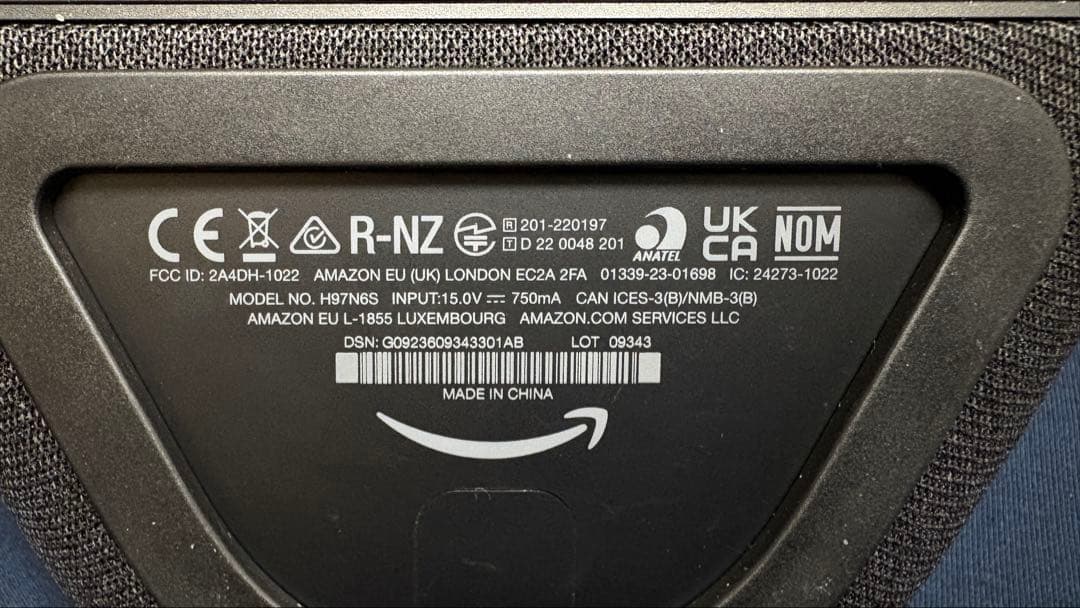 CE R-NZ R 201-220197 T D 22 0048 201 ANATEL UK CA NOM
FCC ID: 2A4DH-1022 AMAZON EU (UK) LONDON EC2A 2FA 01339-23-01698 IC: 24273-1022
MODEL NO. H97N6S INPUT:15.0V ⎓ 750mA CAN ICES-3(B)/NMB-3(B)
AMAZON EU L-1855 LUXEMBOURG AMAZON.COM SERVICES LLC
DSN: G0923609343301AB LOT 09343
MADE IN CHINA